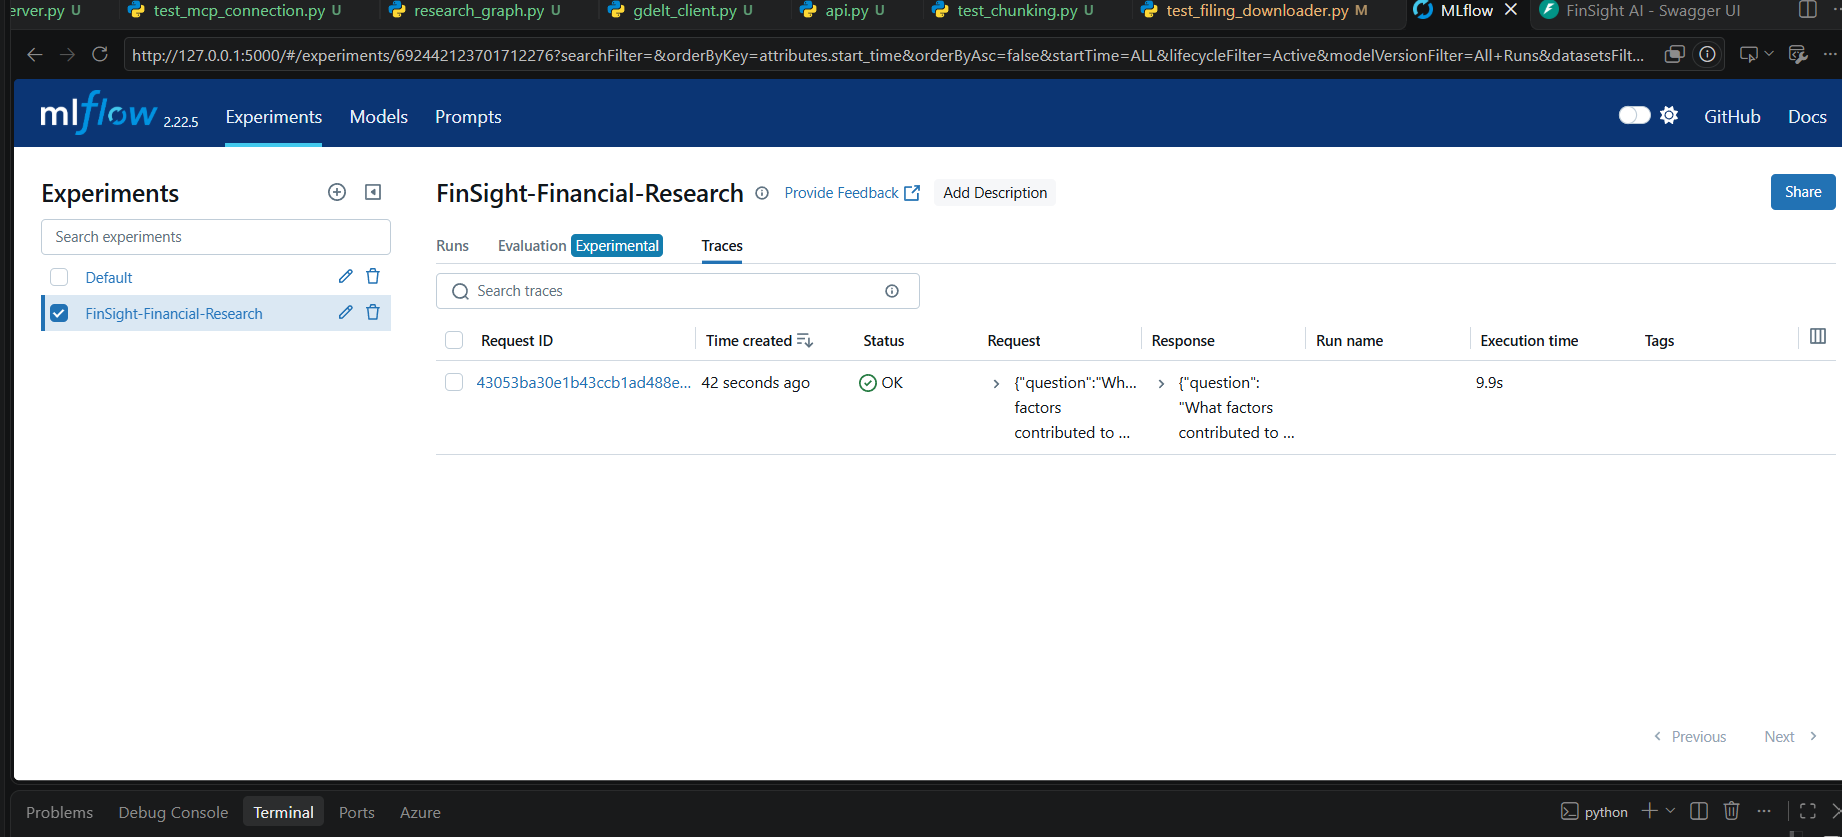 erver.py U test_mcp_connection.py U research_graph.py U gdelt_client.py U api.py U test_chunking.py U test_filing_downloader.py M MLflow FinSight AI - Swagger UI
http://127.0.0.1:5000/#/experiments/692442123701712276?searchFilter=&orderByKey=attributes.start_time&orderByAsc=false&startTime=ALL&lifecycleFilter=Active&modelVersionFilter=All+Runs&datasetsFilt...
mlflow 2.22.5 Experiments Models Prompts GitHub Docs
Experiments
Search experiments
Default
FinSight-Financial-Research
FinSight-Financial-Research Provide Feedback Add Description Share
Runs Evaluation Experimental Traces
Search traces
Request ID Time created Status Request Response Run name Execution time Tags
43053ba30e1b43ccb1ad488e... 42 seconds ago OK {"question":"Wh... {"question": 9.9s
factors "What factors
contributed to ... contributed to ...
Previous Next
Problems Debug Console Terminal Ports Azure python